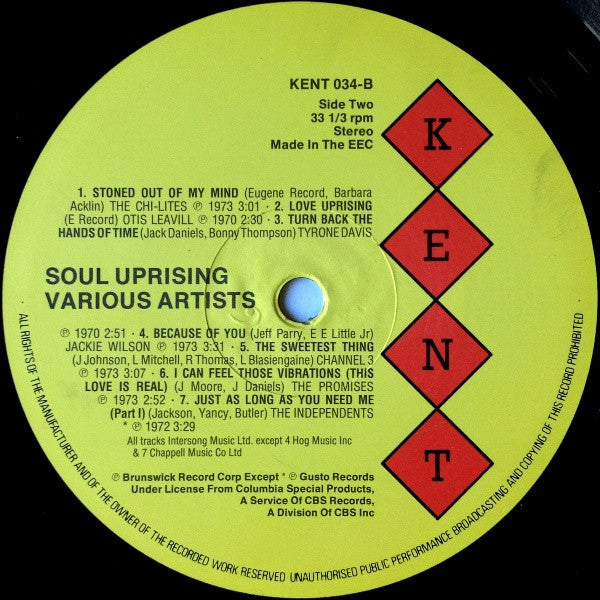 KENT 034-B
Side Two
33 1/3 rpm
Stereo
Made In The EEC
K
E
N
T
1. STONED OUT OF MY MIND (Eugene Record, Barbara
Acklin) THE CHI-LITES ℗ 1973 3:01 · 2. LOVE UPRISING
(E Record) OTIS LEAVILL ℗ 1970 2:30 · 3. TURN BACK THE
HANDS OF TIME (Jack Daniels, Bonny Thompson) TYRONE DAVIS
SOUL UPRISING
VARIOUS ARTISTS
℗ 1970 2:51 · 4. BECAUSE OF YOU (Jeff Parry, E E Little Jr)
JACKIE WILSON ℗ 1973 3:31 · 5. THE SWEETEST THING
(J Johnson, L Mitchell, R Thomas, L Blasiengaine) CHANNEL 3
℗ 1973 3:07 · 6. I CAN FEEL THOSE VIBRATIONS (THIS
LOVE IS REAL) (J Moore, J Daniels) THE PROMISES
℗ 1973 2:52 · 7. JUST AS LONG AS YOU NEED ME
(Part I) (Jackson, Yancy, Butler) THE INDEPENDENTS
* ℗ 1972 3:29
All tracks Intersong Music Ltd. except 4 Hog Music Inc
& 7 Chappell Music Co Ltd
℗ Brunswick Record Corp Except * ℗ Gusto Records
Under License From Columbia Special Products,
A Service Of CBS Records,
A Division Of CBS Inc
ALL RIGHTS OF THE MANUFACTURER AND OF THE OWNER OF THE RECORDED WORK RESERVED UNAUTHORISED PUBLIC PERFORMANCE BROADCASTING AND COPYING OF THIS RECORD PROHIBITED